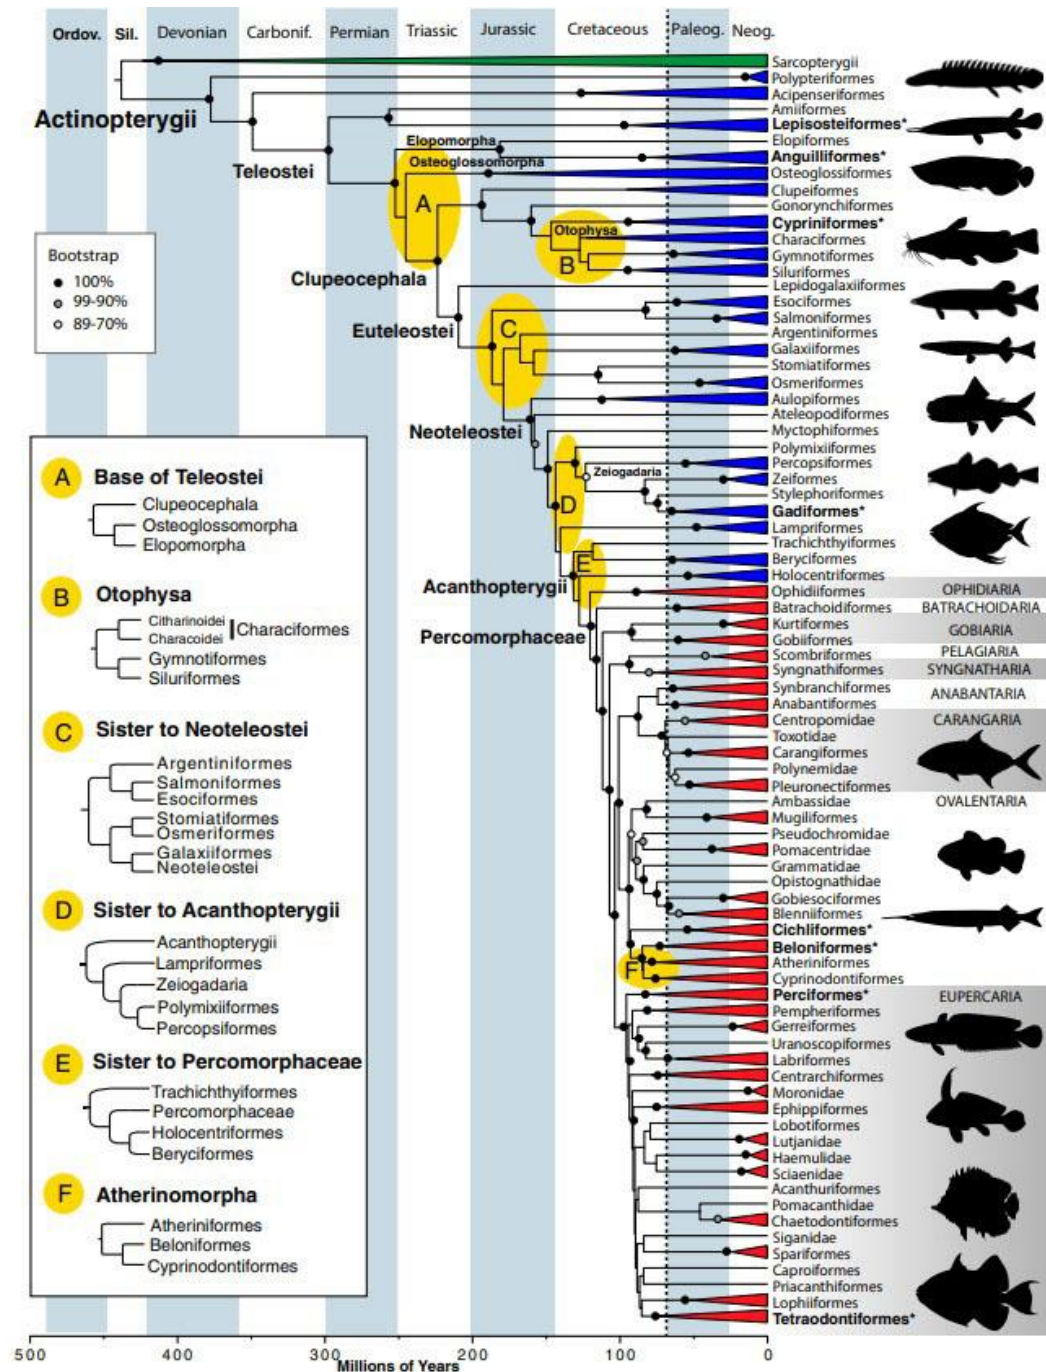 Ordov. Sil. Devonian Carbonif. Permian Triassic Jurassic Cretaceous Paleog. Neog.
Sarcopterygii
Polypteriformes
Acipenseriformes
Actinopterygii
Amiiformes
Lepisosteiformes*
Elopomorpha
Elopiformes
Anguilliformes*
Osteoglossomorpha
Teleostei
Osteoglossiformes
Clupeiformes
A
Gonorynchiformes
Cypriniformes*
Otophysa
Characiformes
Gymnotiformes
B
Siluriformes
Clupeocephala
Lepidogalaxiiformes
Bootstrap
100%
99-90%
89-70%
Esociformes
Salmoniformes
Euteleostei
C
Argentiniformes
Galaxiiformes
Stomiatiformes
Osmeriformes
Aulopiformes
Ateleopodiformes
Neoteleostei
Myctophiformes
Polymixiiformes
Percopsiformes
Zeiogadaria
Zeiformes
Stylephoriformes
D
Gadiformes*
Lampriformes
Trachichthyiformes
E
Beryciformes
Holocentriformes
Acanthopterygii
Ophidiiformes OPHIDIARIA
Batrachoidiformes BATRACHOIDARIA
Kurtiformes
Gobiiformes GOBIARIA
Percomorphaceae
Scombriformes PELAGIARIA
Syngnathiformes SYNGNATHARIA
Synbranchiformes
Anabantiformes ANABANTARIA
Centropomidae CARANGARIA
Toxotidae
Carangiformes
Polynemidae
Pleuronectiformes
Ambassidae OVALENTARIA
Mugiliformes
Pseudochromidae
Pomacentridae
Grammatidae
Opistognathidae
Gobiesociformes
Blenniiformes
Cichliformes*
Beloniformes*
F
Atheriniformes
Cyprinodontiformes
Perciformes* EUPERCARIA
Pempheriformes
Gerreiformes
Uranoscopiformes
Labriformes
Centrarchiformes
Moronidae
Ephippiformes
Lobotiformes
Lutjanidae
Haemulidae
Sciaenidae
Acanthuriformes
Pomacanthidae
Chaetodontiformes
Siganidae
Spariformes
Caproiformes
Priacanthiformes
Lophiiformes
Tetraodontiformes*
A Base of Teleostei
Clupeocephala
Osteoglossomorpha
Elopomorpha
B Otophysa
Citharinoidei
Characoidei
Characiformes
Gymnotiformes
Siluriformes
C Sister to Neoteleostei
Argentiniformes
Salmoniformes
Esociformes
Stomiatiformes
Osmeriformes
Galaxiiformes
Neoteleostei
D Sister to Acanthopterygii
Acanthopterygii
Lampriformes
Zeiogadaria
Polymixiiformes
Percopsiformes
E Sister to Percomorphaceae
Trachichthyiformes
Percomorphaceae
Holocentriformes
Beryciformes
F Atherinomorpha
Atheriniformes
Beloniformes
Cyprinodontiformes
500 400 300 200 100 0
Millions of Years